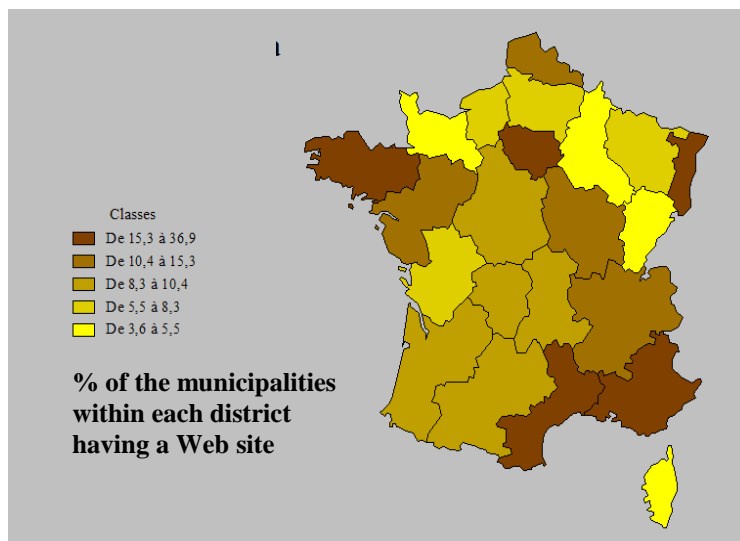 Classes
De 15,3 à 36,9
De 10,4 à 15,3
De 8,3 à 10,4
De 5,5 à 8,3
De 3,6 à 5,5
% of the municipalities
within each district
having a Web site